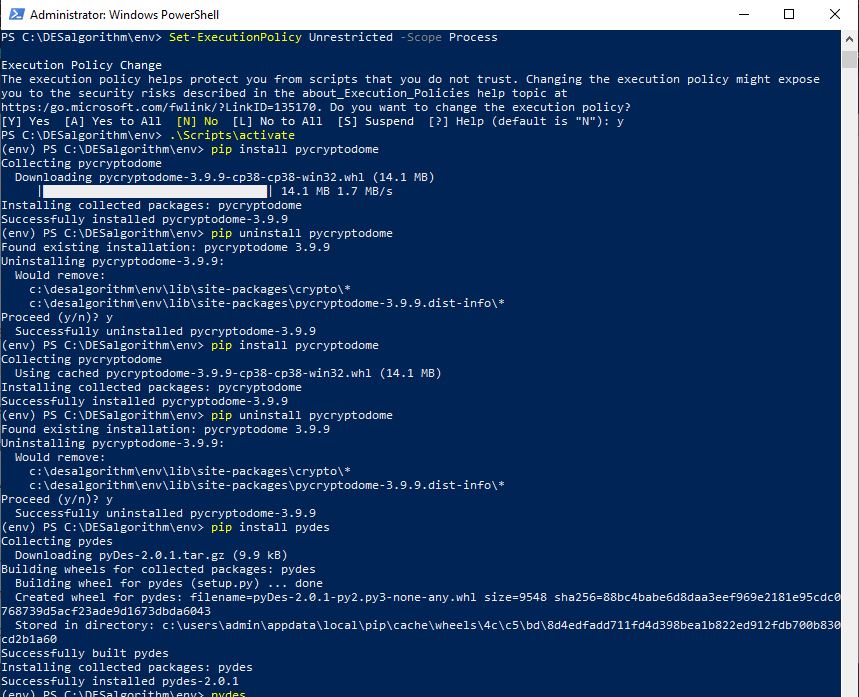 Administrator: Windows PowerShell
PS C:\DESalgorithm\env> Set-ExecutionPolicy Unrestricted -Scope Process
Execution Policy Change
The execution policy helps protect you from scripts that you do not trust. Changing the execution policy might expose
you to the security risks described in the about_Execution_Policies help topic at
https:/go.microsoft.com/fwlink/?LinkID=135170. Do you want to change the execution policy?
[Y] Yes  [A] Yes to All  [N] No  [L] No to All  [S] Suspend  [?] Help (default is "N"): y
PS C:\DESalgorithm\env> .\Scripts\activate
(env) PS C:\DESalgorithm\env> pip install pycryptodome
Collecting pycryptodome
  Downloading pycryptodome-3.9.9-cp38-cp38-win32.whl (14.1 MB)
| | 14.1 MB 1.7 MB/s
Installing collected packages: pycryptodome
Successfully installed pycryptodome-3.9.9
(env) PS C:\DESalgorithm\env> pip uninstall pycryptodome
Found existing installation: pycryptodome 3.9.9
Uninstalling pycryptodome-3.9.9:
  Would remove:
    c:\desalgorithm\env\lib\site-packages\crypto\*
    c:\desalgorithm\env\lib\site-packages\pycryptodome-3.9.9.dist-info\*
Proceed (y/n)? y
  Successfully uninstalled pycryptodome-3.9.9
(env) PS C:\DESalgorithm\env> pip install pycryptodome
Collecting pycryptodome
  Using cached pycryptodome-3.9.9-cp38-cp38-win32.whl (14.1 MB)
Installing collected packages: pycryptodome
Successfully installed pycryptodome-3.9.9
(env) PS C:\DESalgorithm\env> pip uninstall pycryptodome
Found existing installation: pycryptodome 3.9.9
Uninstalling pycryptodome-3.9.9:
  Would remove:
    c:\desalgorithm\env\lib\site-packages\crypto\*
    c:\desalgorithm\env\lib\site-packages\pycryptodome-3.9.9.dist-info\*
Proceed (y/n)? y
  Successfully uninstalled pycryptodome-3.9.9
(env) PS C:\DESalgorithm\env> pip install pydes
Collecting pydes
  Downloading pyDes-2.0.1.tar.gz (9.9 kB)
Building wheels for collected packages: pydes
  Building wheel for pydes (setup.py) ... done
  Created wheel for pydes: filename=pyDes-2.0.1-py2.py3-none-any.whl size=9548 sha256=88bc4babe6d8daa3eef969e2181e95cdc0
768739d5acf23ade9d1673dbda6043
  Stored in directory: c:\users\admin\appdata\local\pip\cache\wheels\4c\c5\bd\8d4edfadd711fd4d398bea1b822ed912fdb700b830
cd2b1a60
Successfully built pydes
Installing collected packages: pydes
Successfully installed pydes-2.0.1
(env) PS C:\DESalgorithm\env> pydes